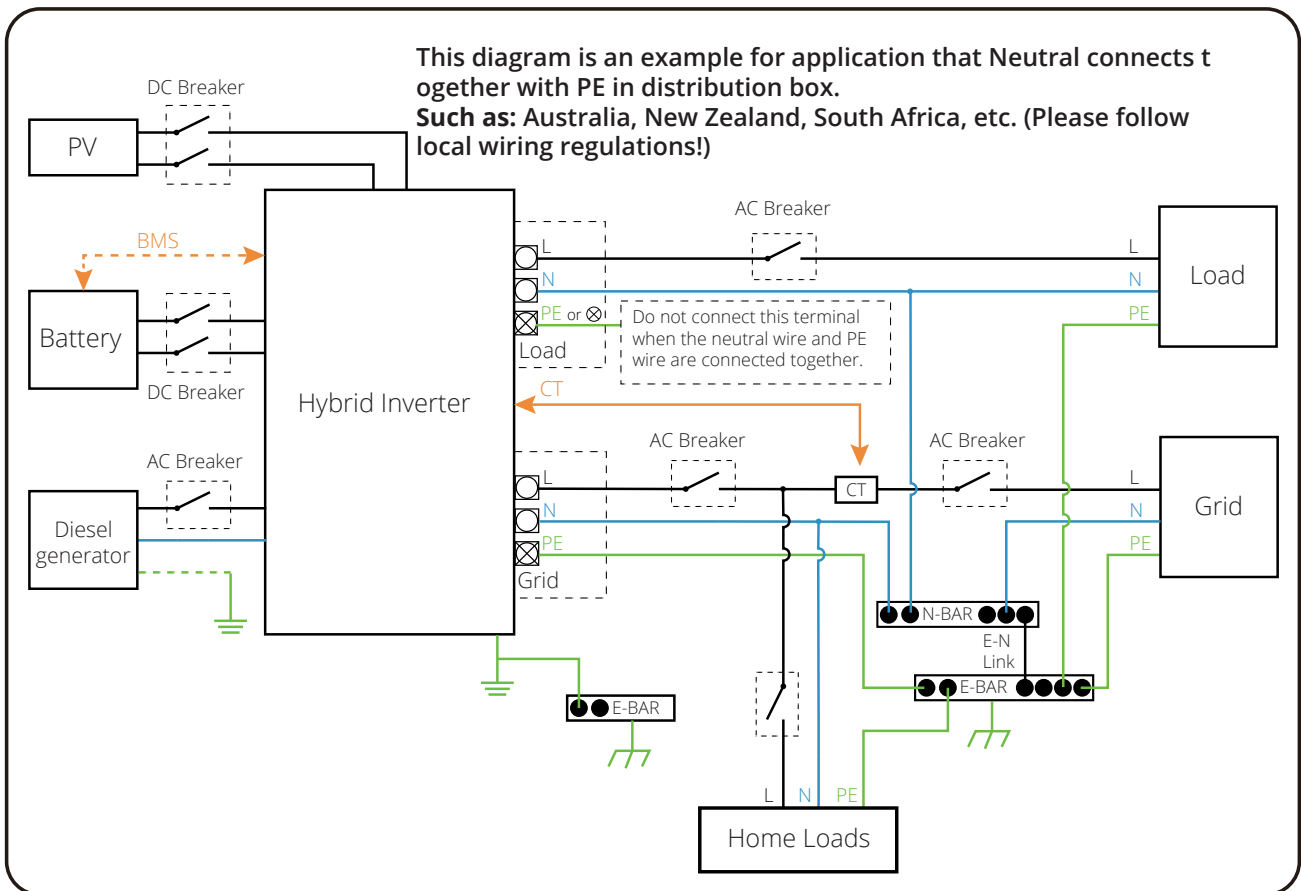 This diagram is an example for application that Neutral connects t
ogether with PE in distribution box.
Such as: Australia, New Zealand, South Africa, etc. (Please follow
local wiring regulations!)
DC Breaker
PV
AC Breaker
BMS
L
N
PE or ⊗
Load
Do not connect this terminal
when the neutral wire and PE
wire are connected together.
L
N
PE
Load
Battery
DC Breaker
Hybrid Inverter
CT
AC Breaker
AC Breaker
AC Breaker
Diesel
generator
L
N
PE
Grid
CT
L
N
PE
Grid
N-BAR
E-N
Link
E-BAR
E-BAR
L
N
PE
Home Loads